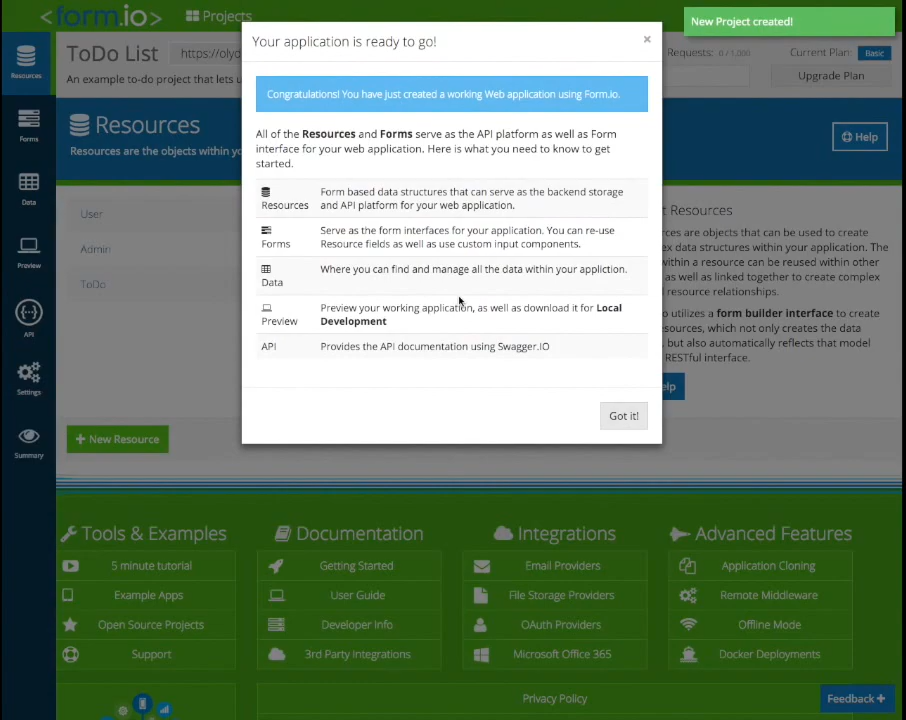 <form.io>
Projects
New Project created!
Your application is ready to go!
×
ToDo List
https://olyd
Requests: 0 / 1,000
Current Plan: Basic
An example to-do project that lets u
Upgrade Plan
Resources
Forms
Data
Preview
API
Settings
Summary
Resources
Resources are the objects within yo
Help
Congratulations! You have just created a working Web application using Form.io.
All of the Resources and Forms serve as the API platform as well as Form
interface for your web application. Here is what you need to know to get
started.
Resources
Form based data structures that can serve as the backend storage
and API platform for your web application.
Forms
Serve as the form interfaces for your application. You can re-use
Resource fields as well as use custom input components.
Data
Where you can find and manage all the data within your appliction.
Preview
Preview your working application, as well as download it for Local
Development
API
Provides the API documentation using Swagger.IO
Got it!
User
Admin
ToDo
New Resource
t Resources
rces are objects that can be used to create
ex data structures within your application. The
within a resource can be reused within other
as well as linked together to create complex
resource relationships.
o utilizes a form builder interface to create
sources, which not only creates the data
, but also automatically reflects that model
RESTful interface.
elp
Tools & Examples
5 minute tutorial
Example Apps
Open Source Projects
Support
Documentation
Getting Started
User Guide
Developer Info
3rd Party Integrations
Integrations
Email Providers
File Storage Providers
OAuth Providers
Microsoft Office 365
Advanced Features
Application Cloning
Remote Middleware
Offline Mode
Docker Deployments
Privacy Policy
Feedback +